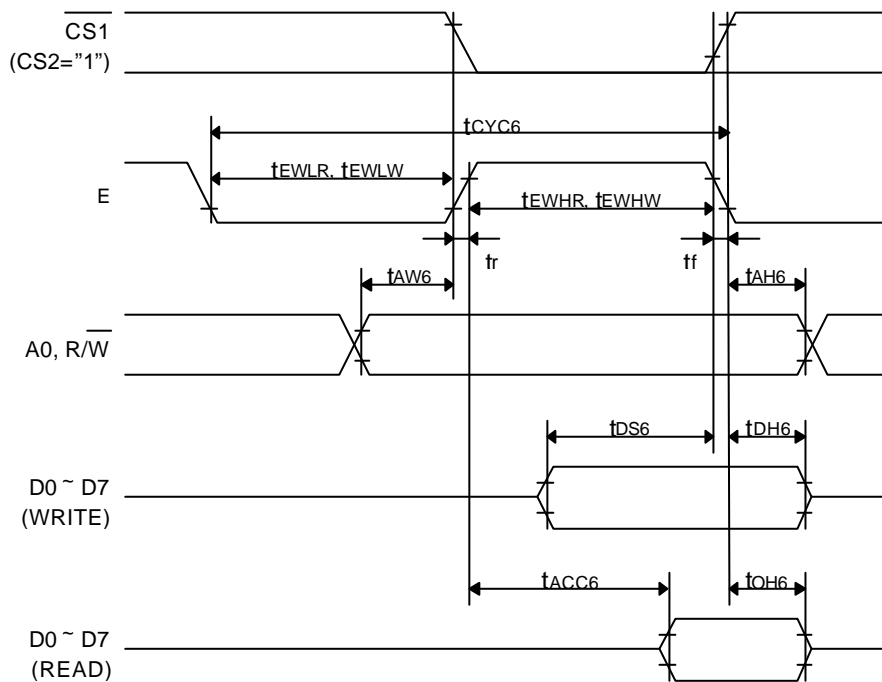 CS1
(CS2="1")
tCYC6
tEWLR, tEWLW
E
tEWHR, tEWHW
tr
tf
tAW6
tAH6
A0, R/W
tDS6
tDH6
D0 ~ D7
(WRITE)
tACC6
tOH6
D0 ~ D7
(READ)